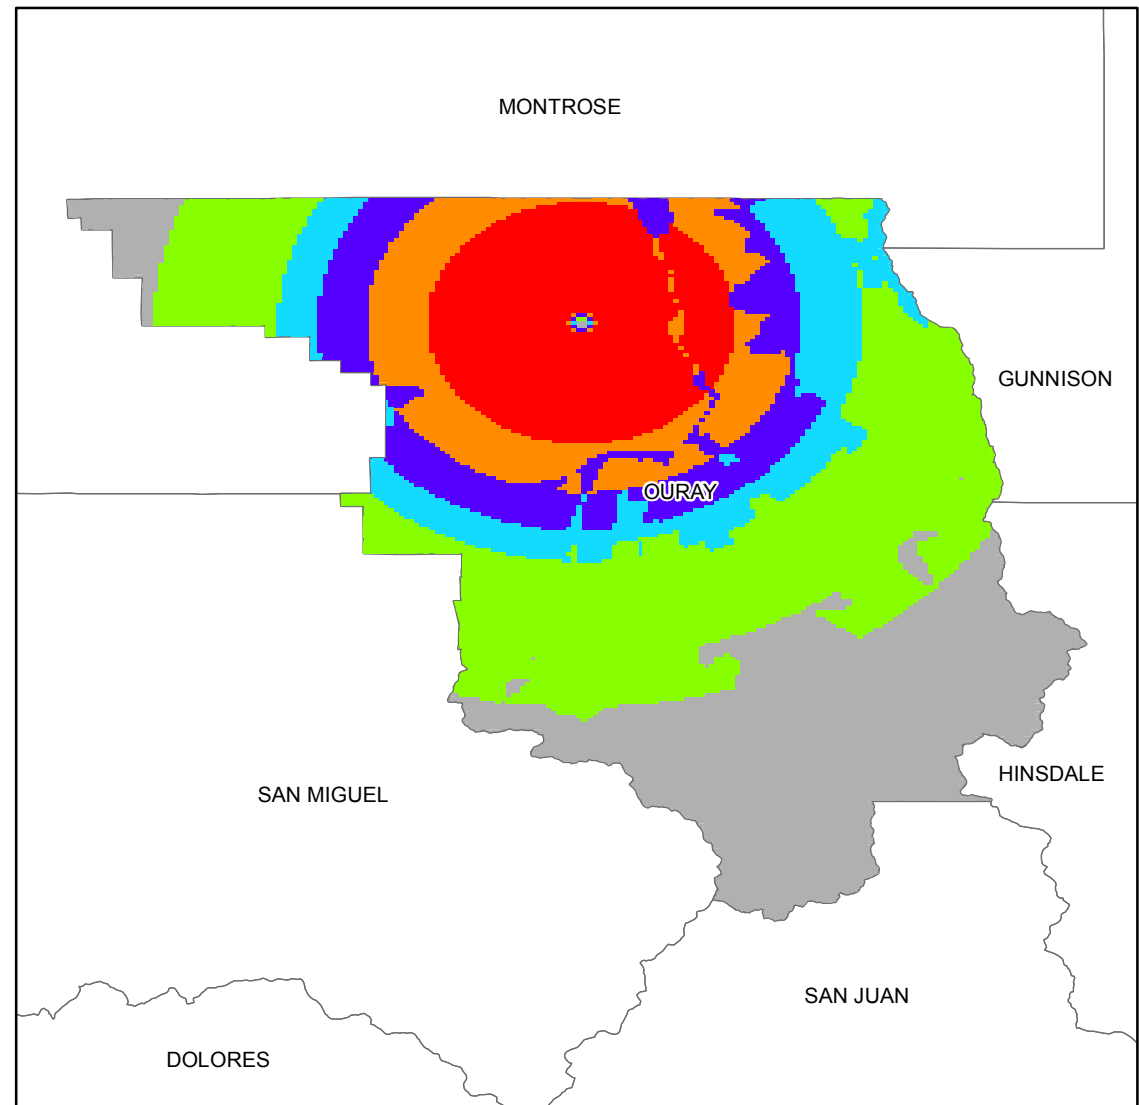 MONTROSE
GUNNISON
OURAY
HINSDALE
SAN MIGUEL
SAN JUAN
DOLORES